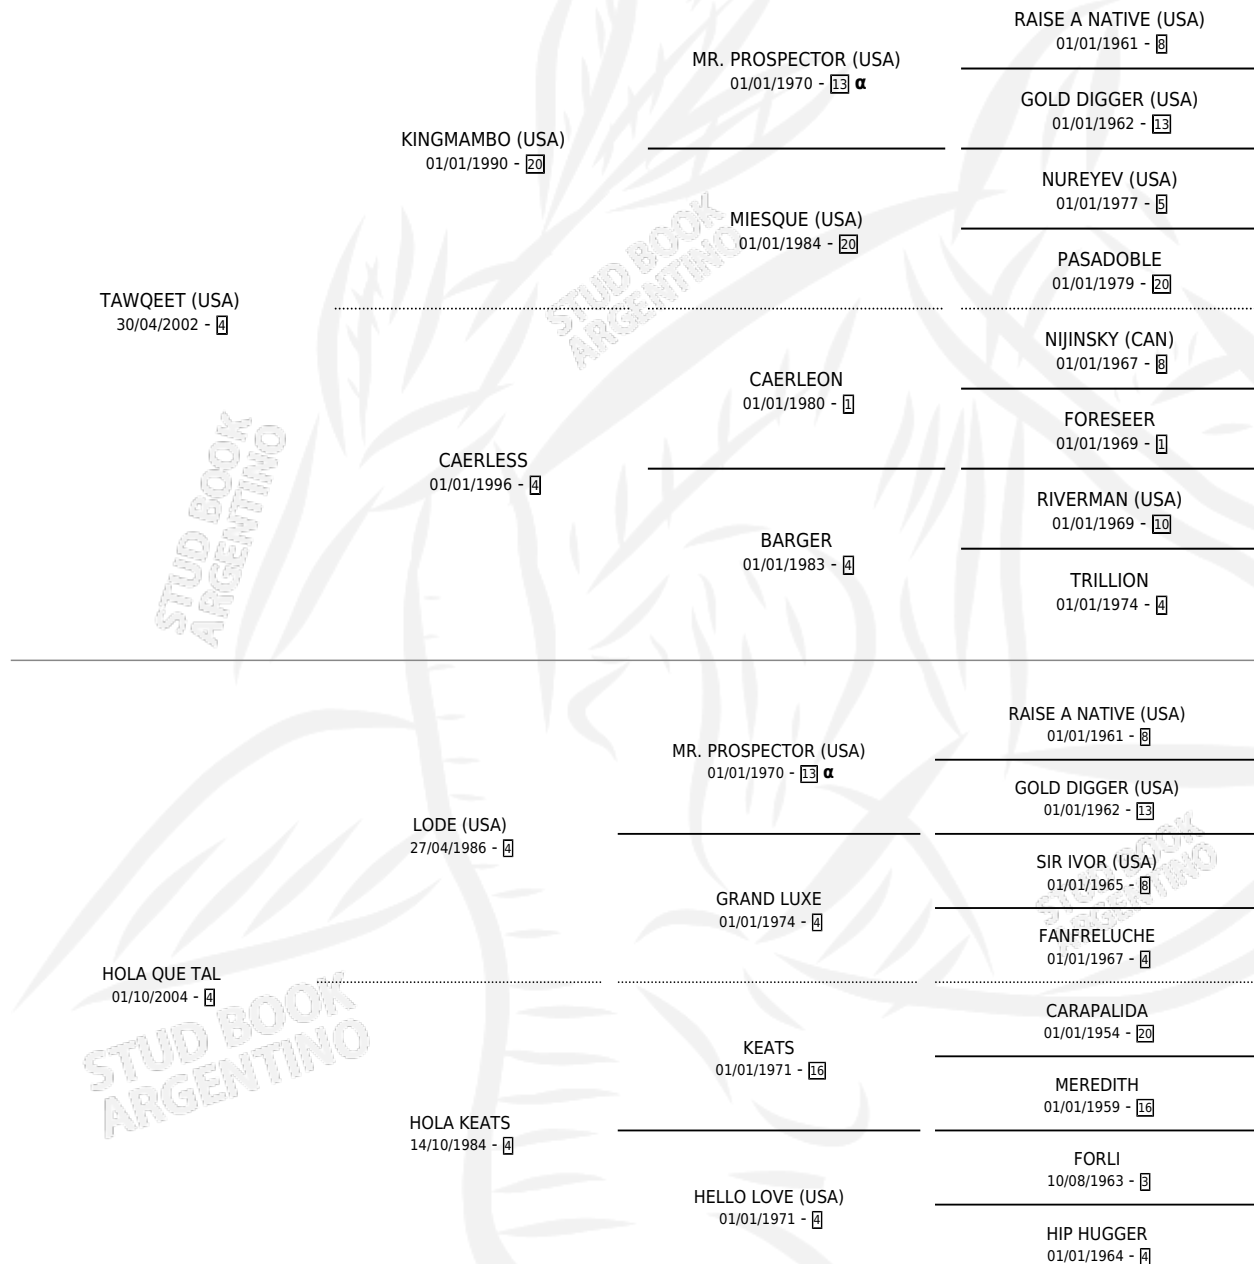 RAISE A NATIVE (USA)
01/01/1961 - 8
MR. PROSPECTOR (USA)
01/01/1970 - 13 α
GOLD DIGGER (USA)
01/01/1962 - 13
KINGMAMBO (USA)
01/01/1990 - 20
NUREYEV (USA)
01/01/1977 - 5
MIESQUE (USA)
01/01/1984 - 20
PASADOBLE
01/01/1979 - 20
STUD BOOK
ARGENTINO
TAWQEET (USA)
30/04/2002 - 4
NIJINSKY (CAN)
01/01/1967 - 8
CAERLEON
01/01/1980 - 1
FORESEER
01/01/1969 - 1
CAERLESS
01/01/1996 - 4
RIVERMAN (USA)
01/01/1969 - 10
BARGER
01/01/1983 - 4
TRILLION
01/01/1974 - 4
STUD BOOK
ARGENTINO
RAISE A NATIVE (USA)
01/01/1961 - 8
MR. PROSPECTOR (USA)
01/01/1970 - 13 α
GOLD DIGGER (USA)
01/01/1962 - 13
LODE (USA)
27/04/1986 - 4
SIR IVOR (USA)
01/01/1965 - 8
STUD BOOK
ARGENTINO
GRAND LUXE
01/01/1974 - 4
FANFRELUCHE
01/01/1967 - 4
HOLA QUE TAL
01/10/2004 - 4
STUD BOOK
ARGENTINO
CARAPALIDA
01/01/1954 - 20
KEATS
01/01/1971 - 16
MEREDITH
01/01/1959 - 16
HOLA KEATS
14/10/1984 - 4
FORLI
10/08/1963 - 3
HELLO LOVE (USA)
01/01/1971 - 4
HIP HUGGER
01/01/1964 - 4